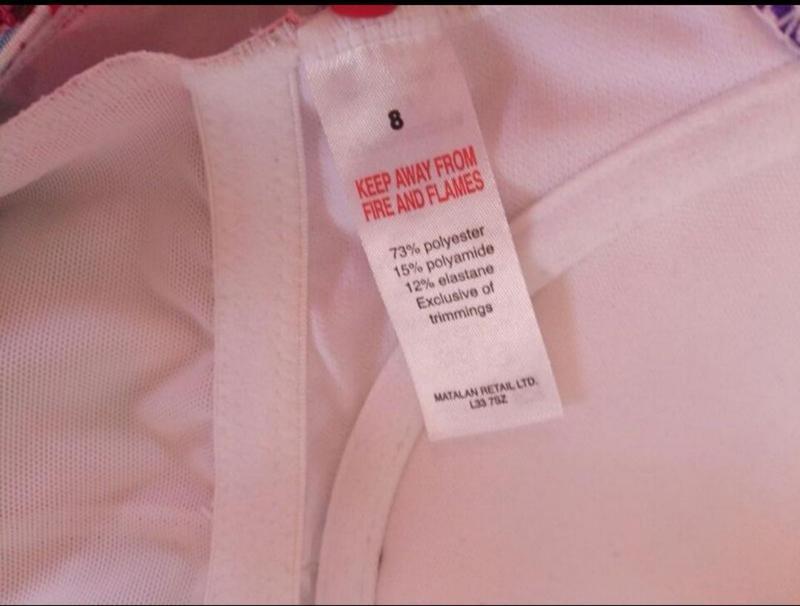 8
KEEP AWAY FROM
FIRE AND FLAMES
73% polyester
15% polyamide
12% elastane
Exclusive of
trimmings
MATALAN RETAIL LTD.
L33 7SZ